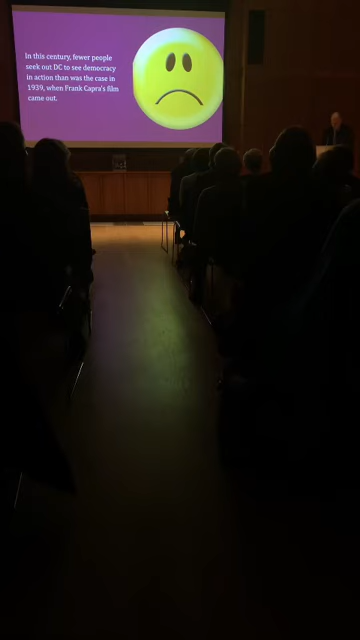 In this century, fewer people
seek out DC to see democracy
in action than was the case in
1939, when Frank Capra's film
came out.